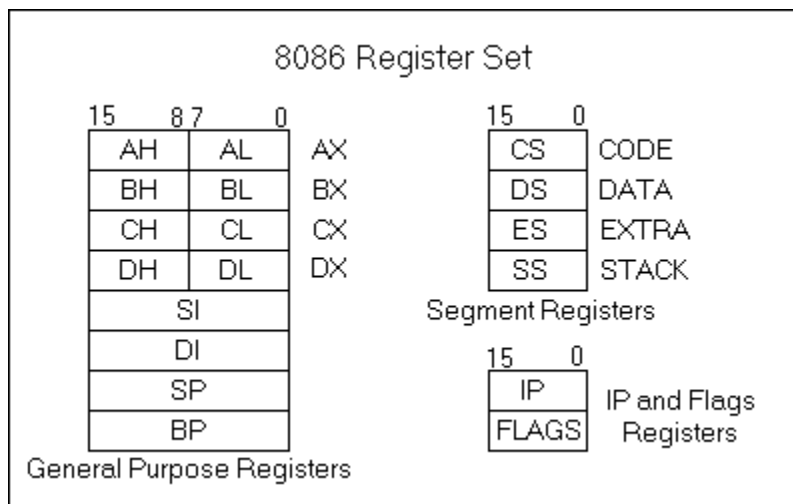 8086 Register Set
15 8 7 0
AH AL AX
BH BL BX
CH CL CX
DH DL DX
SI
DI
SP
BP
General Purpose Registers
15 0
CS CODE
DS DATA
ES EXTRA
SS STACK
Segment Registers
15 0
IP
FLAGS
IP and Flags
Registers